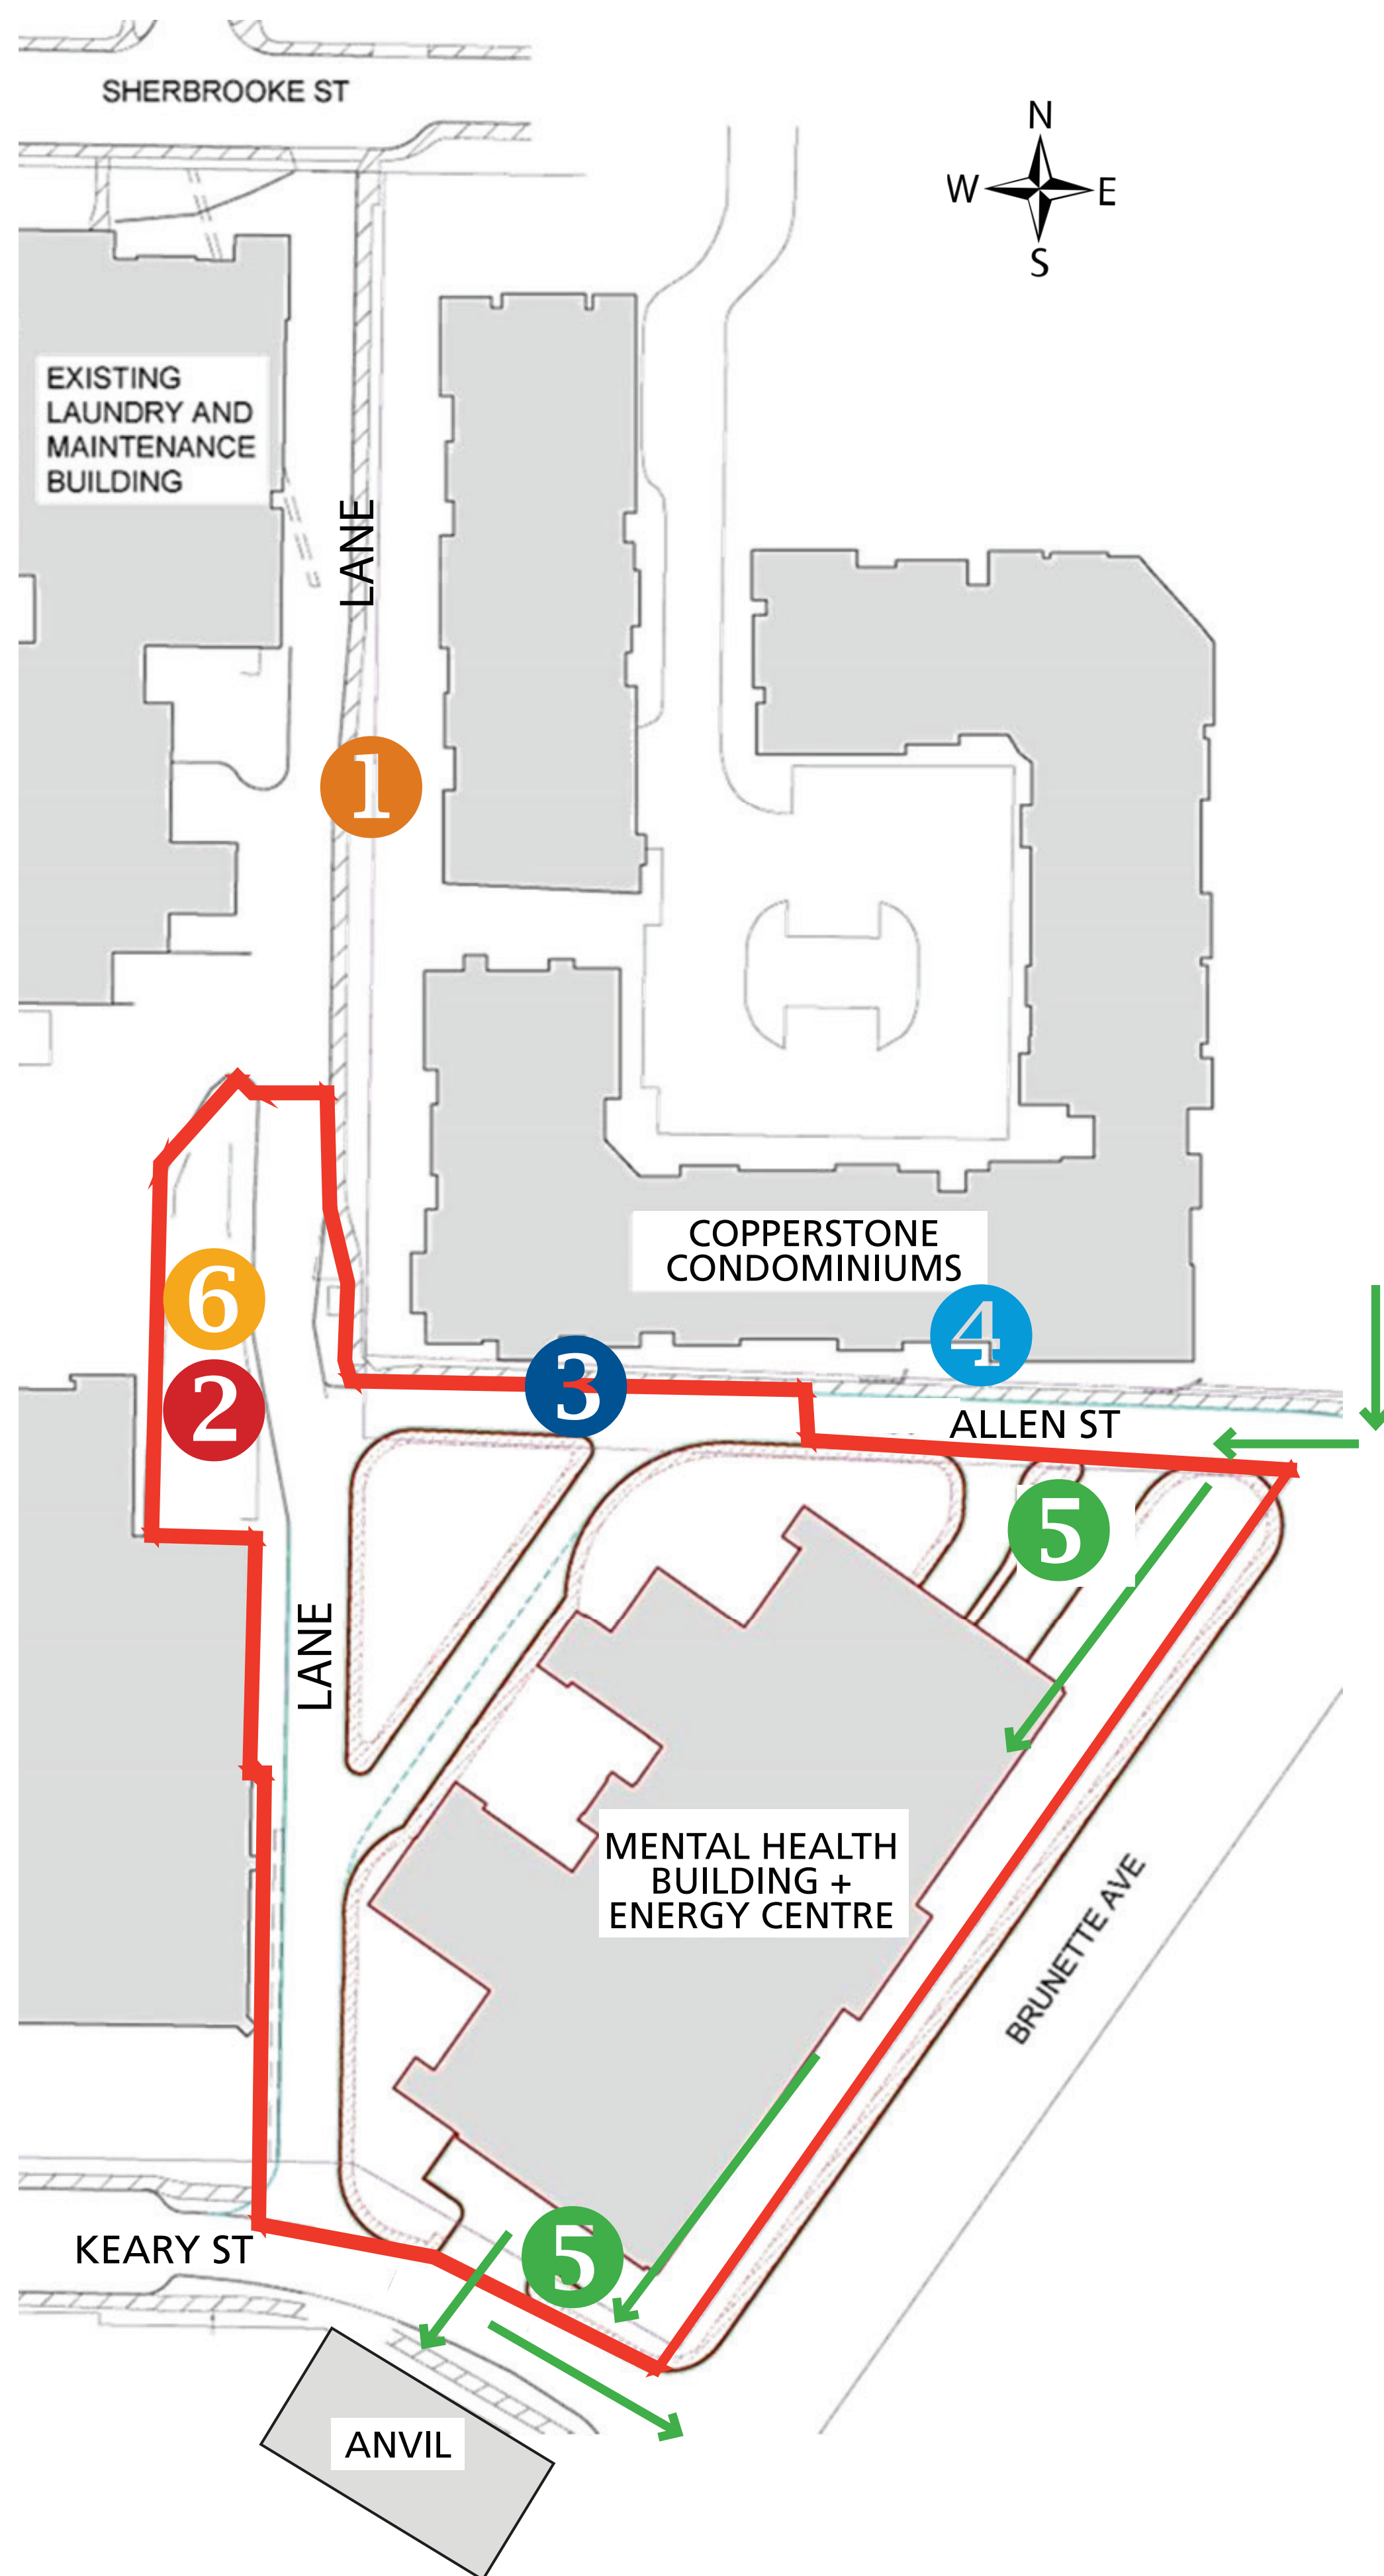 SHERBROOKE ST
N
W E
S
EXISTING
LAUNDRY AND
MAINTENANCE
BUILDING
LANE
1
COPPERSTONE
CONDOMINIUMS
6
4
3
2
ALLEN ST
5
LANE
MENTAL HEALTH
BUILDING +
ENERGY CENTRE
BRUNETTE AVE
KEARY ST
5
ANVIL